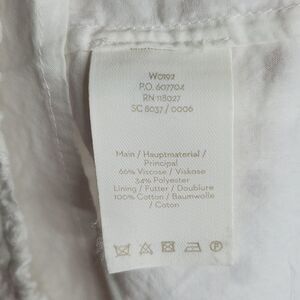 W0192
P.O. 607704
RN 118027
SC 8037 / 0006
Main / Hauptmaterial /
Principal
66% Viscose / Viskose
34% Polyester
Lining / Futter / Doublure
100% Cotton / Baumwolle
/ Coton